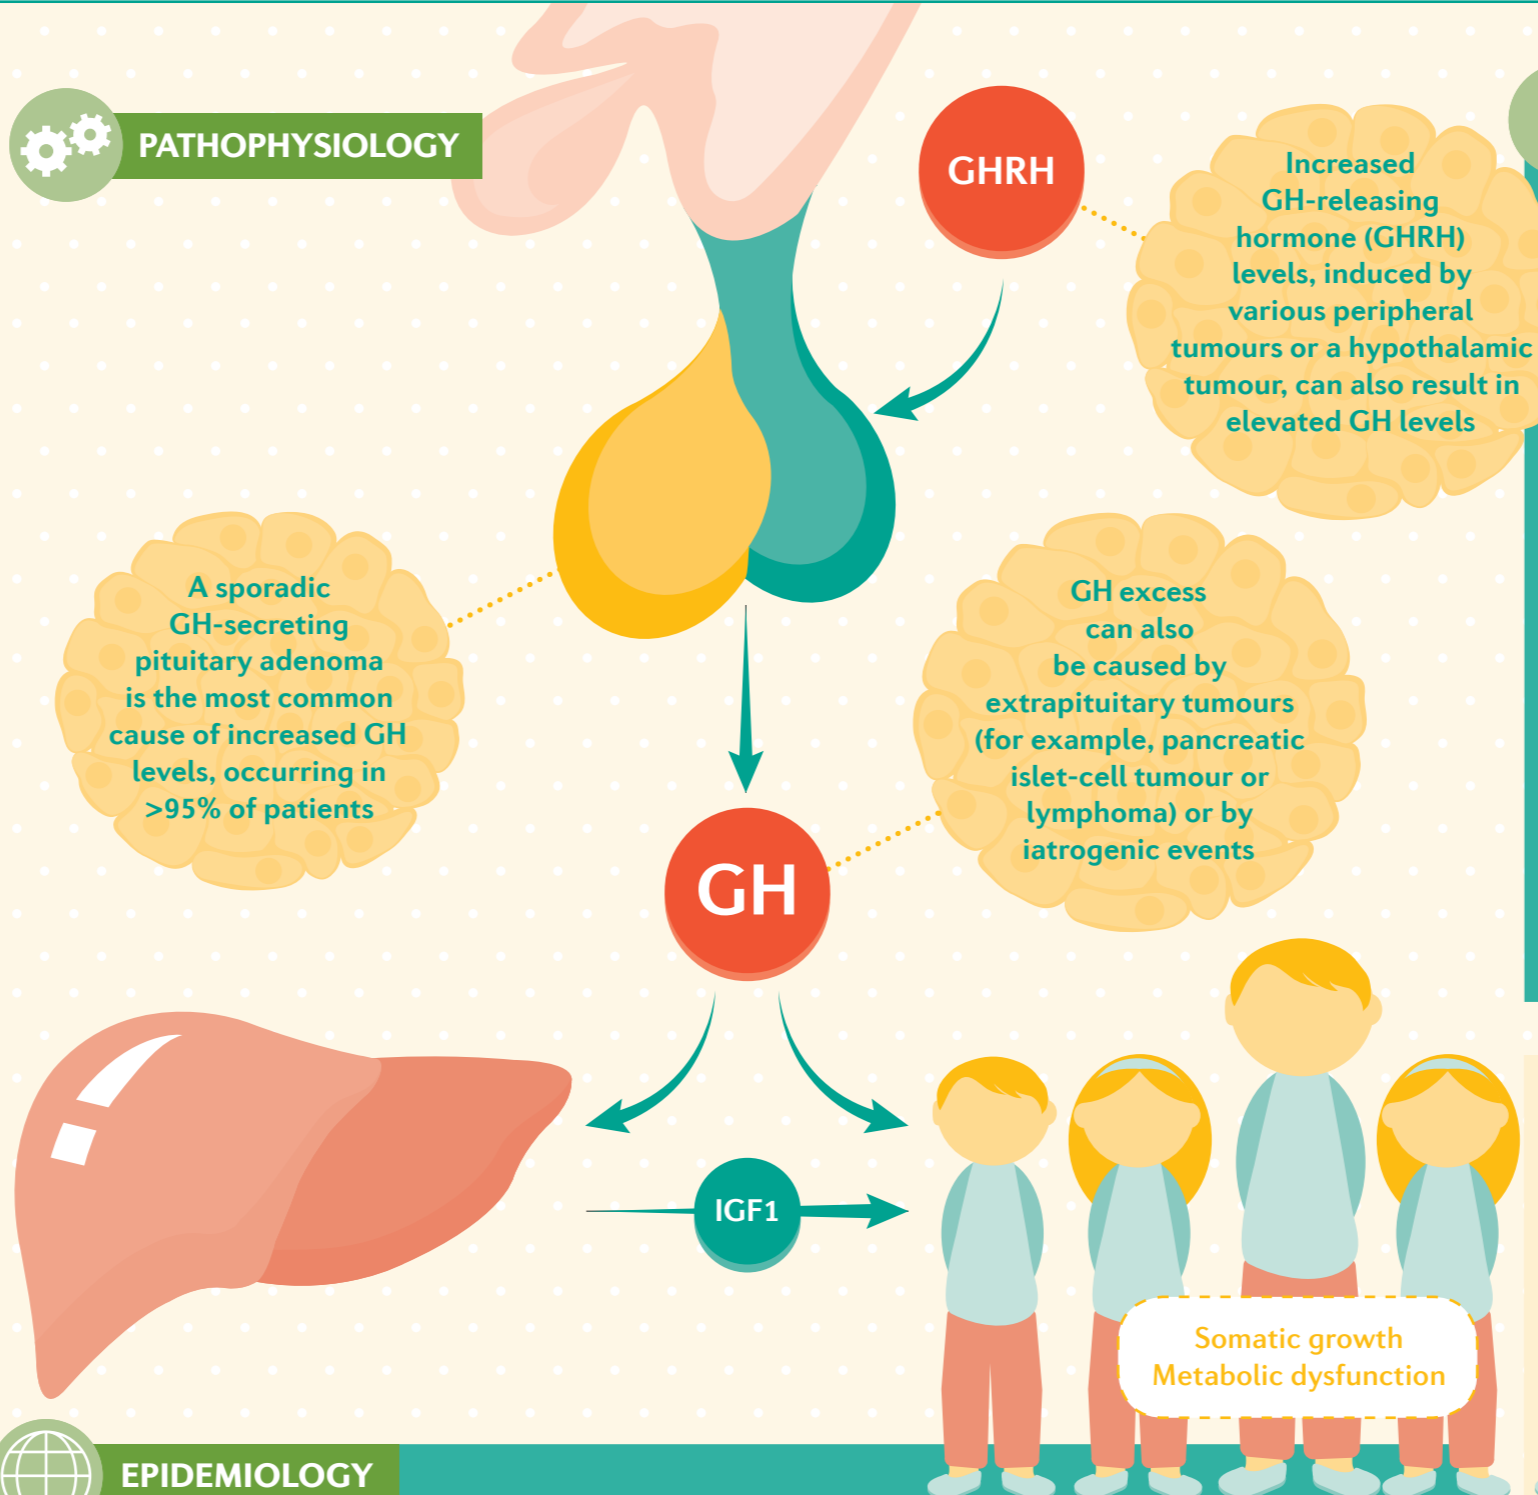 PATHOPHYSIOLOGY
GHRH
Increased
GH-releasing
hormone (GHRH)
levels, induced by
various peripheral
tumours or a hypothalamic
tumour, can also result in
elevated GH levels
A sporadic
GH-secreting
pituitary adenoma
is the most common
cause of increased GH
levels, occurring in
>95% of patients
GH excess
can also
be caused by
extrapituitary tumours
(for example, pancreatic
islet-cell tumour or
lymphoma) or by
iatrogenic events
GH
IGF1
Somatic growth
Metabolic dysfunction
EPIDEMIOLOGY